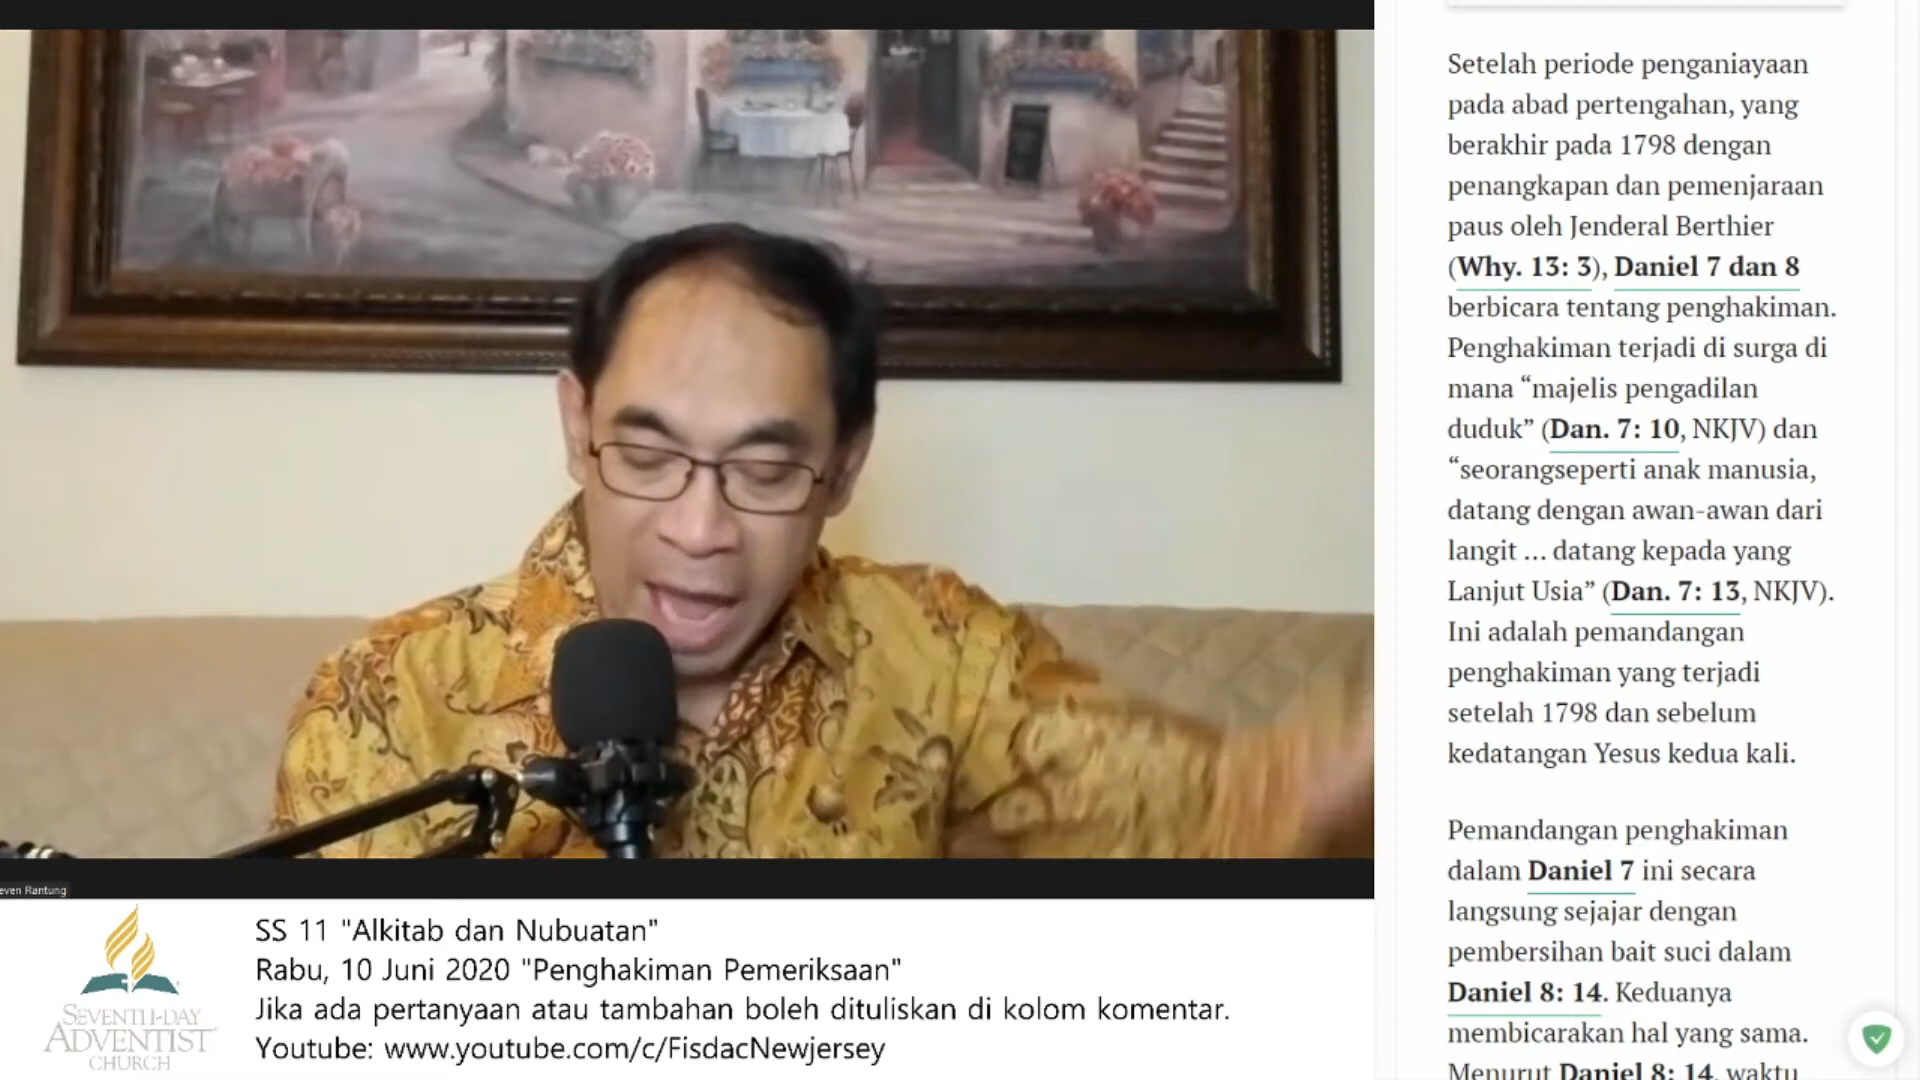 Setelah periode penganiayaan
pada abad pertengahan, yang
berakhir pada 1798 dengan
penangkapan dan pemenjaraan
paus oleh Jenderal Berthier
(Why. 13: 3), Daniel 7 dan 8
berbicara tentang penghakiman.
Penghakiman terjadi di surga di
mana “majelis pengadilan
duduk” (Dan. 7: 10, NKJV) dan
“seorangseperti anak manusia,
datang dengan awan-awan dari
langit ... datang kepada yang
Lanjut Usia” (Dan. 7: 13, NKJV).
Ini adalah pemandangan
penghakiman yang terjadi
setelah 1798 dan sebelum
kedatangan Yesus kedua kali.
Pemandangan penghakiman
dalam Daniel 7 ini secara
langsung sejajar dengan
pembersihan bait suci dalam
Daniel 8: 14. Keduanya
membicarakan hal yang sama.
Menurut Daniel 8: 14, waktu
even Rantung
SEVENTH-DAY
ADVENTIST
CHURCH
SS 11 "Alkitab dan Nubuatan"
Rabu, 10 Juni 2020 "Penghakiman Pemeriksaan"
Jika ada pertanyaan atau tambahan boleh dituliskan di kolom komentar.
Youtube: www.youtube.com/c/FisdacNewjersey